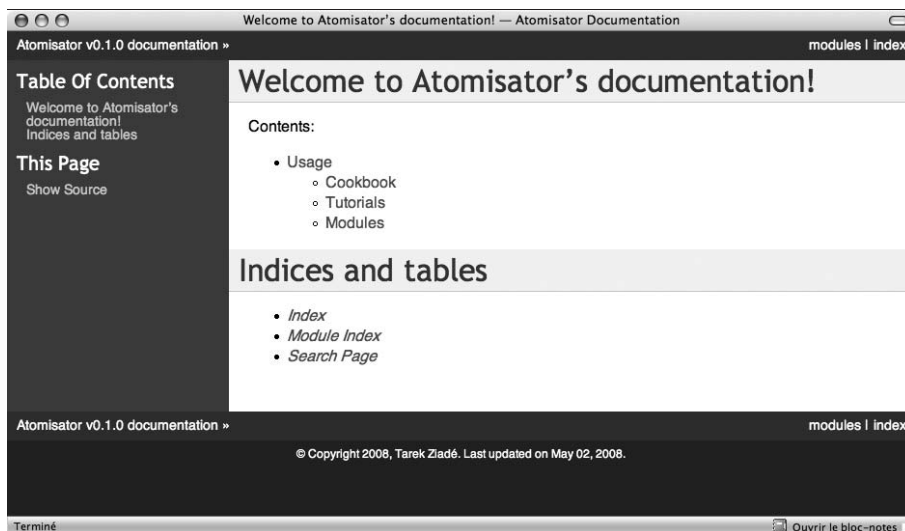 Welcome to Atomisator's documentation! — Atomisator Documentation
Atomisator v0.1.0 documentation »
modules | index
Table Of Contents
Welcome to Atomisator's
documentation!
Indices and tables
This Page
Show Source
Welcome to Atomisator's documentation!
Contents:
• Usage
◦ Cookbook
◦ Tutorials
◦ Modules
Indices and tables
• Index
• Module Index
• Search Page
Atomisator v0.1.0 documentation »
modules | index
© Copyright 2008, Tarek Ziadé. Last updated on May 02, 2008.
Terminé
Ouvrir le bloc-notes